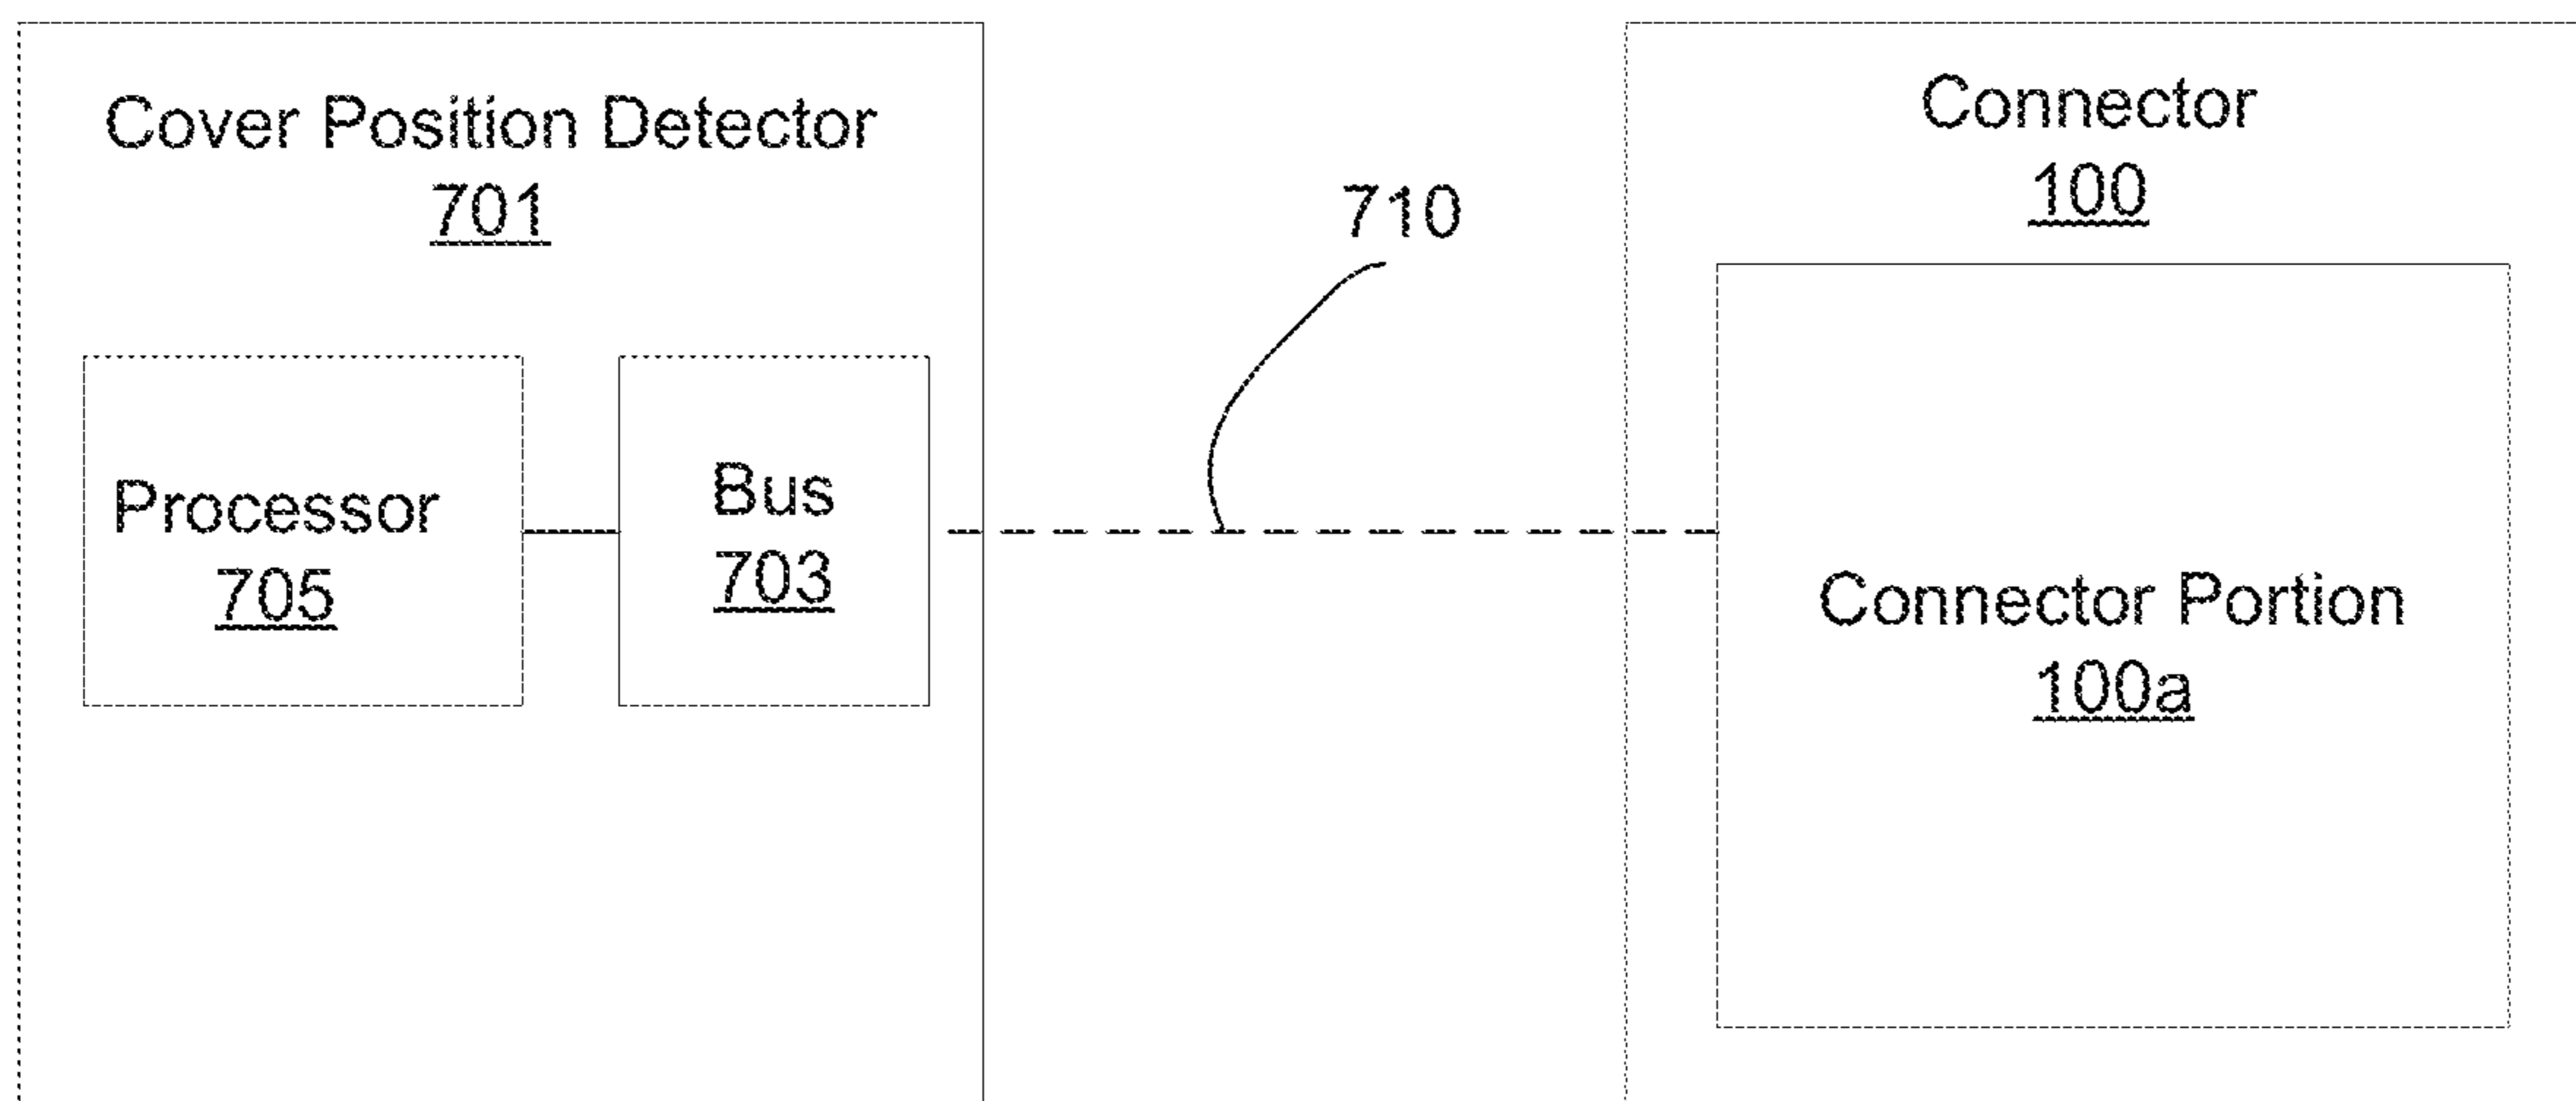 Cover Position Detector
701
Processor
705
Bus
703
710
Connector
100
Connector Portion
100a